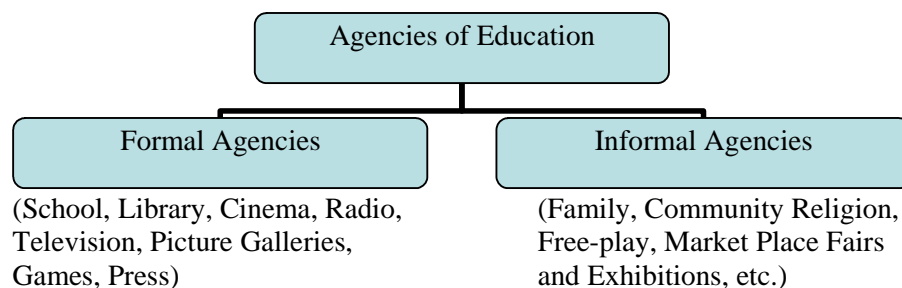 Agencies of Education
Formal Agencies
Informal Agencies
(School, Library, Cinema, Radio,
Television, Picture Galleries,
Games, Press)
(Family, Community Religion,
Free-play, Market Place Fairs
and Exhibitions, etc.)